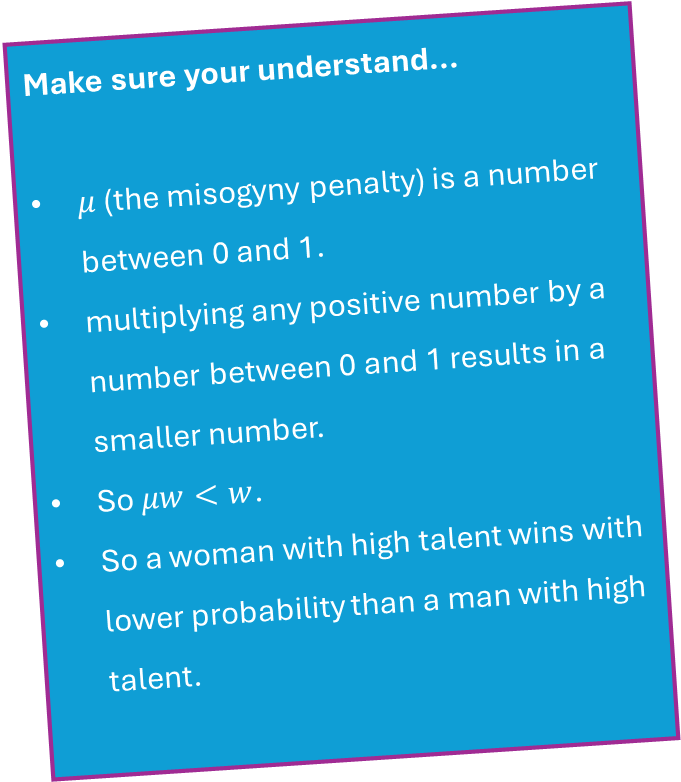 Make sure your understand...
• 𝜇 (the misogyny penalty) is a number
between 0 and 1.
• multiplying any positive number by a
number between 0 and 1 results in a
smaller number.
• So 𝜇𝑤 < 𝑤.
• So a woman with high talent wins with
lower probability than a man with high
talent.